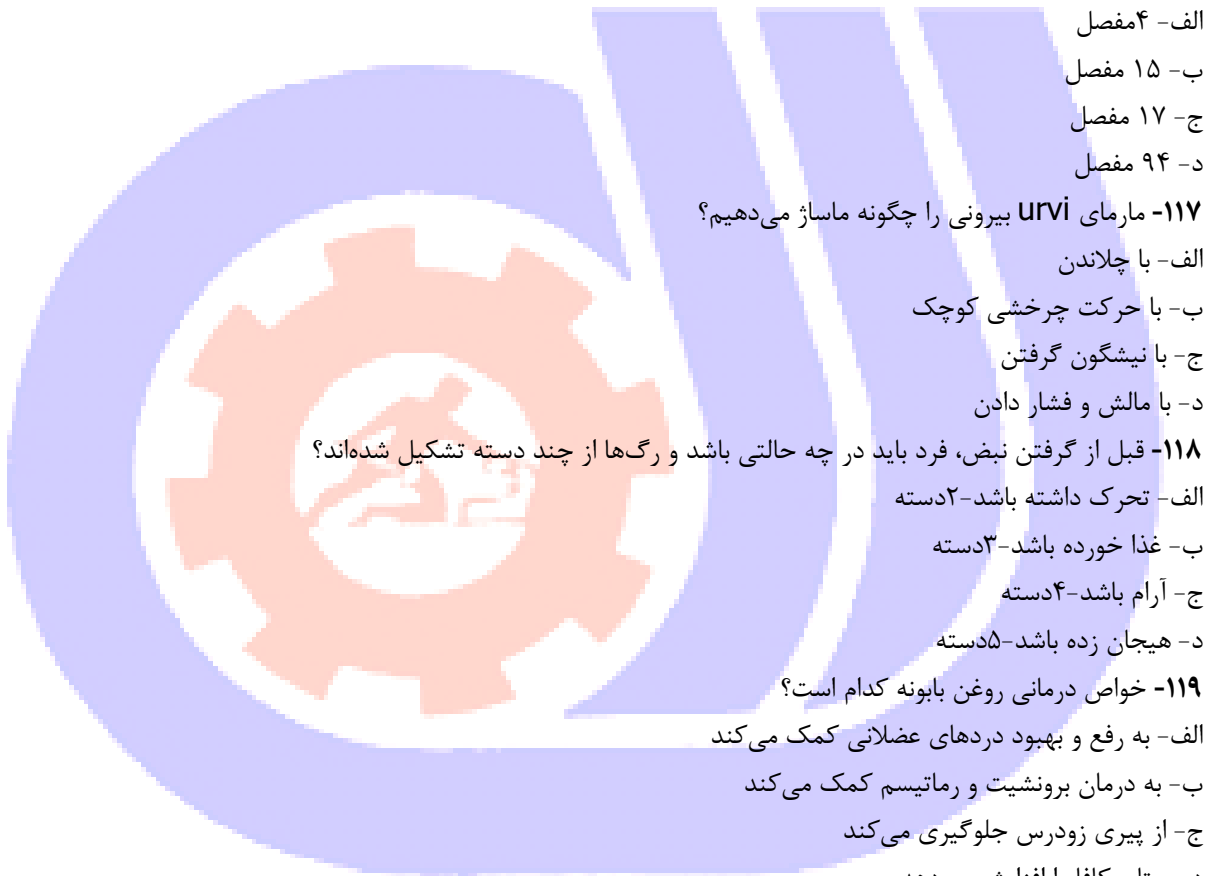 الف- ۴مفصل
ب- ۱۵ مفصل
ج- ۱۷ مفصل
د- ۹۴ مفصل
۱۱۷- مارمای urvi بیرونی را چگونه ماساژ می‌دهیم؟
الف- با چلاندن
ب- با حرکت چرخشی کوچک
ج- با نیشگون گرفتن
د- با مالش و فشار دادن
۱۱۸- قبل از گرفتن نبض، فرد باید در چه حالتی باشد و رگ‌ها از چند دسته تشکیل شده‌اند؟
الف- تحرک داشته باشد-۲دسته
ب- غذا خورده باشد-۳دسته
ج- آرام باشد-۴دسته
د- هیجان زده باشد-۵دسته
۱۱۹- خواص درمانی روغن بابونه کدام است؟
الف- به رفع و بهبود دردهای عضلانی کمک می‌کند
ب- به درمان برونشیت و رماتیسم کمک می‌کند
ج- از پیری زودرس جلوگیری می‌کند